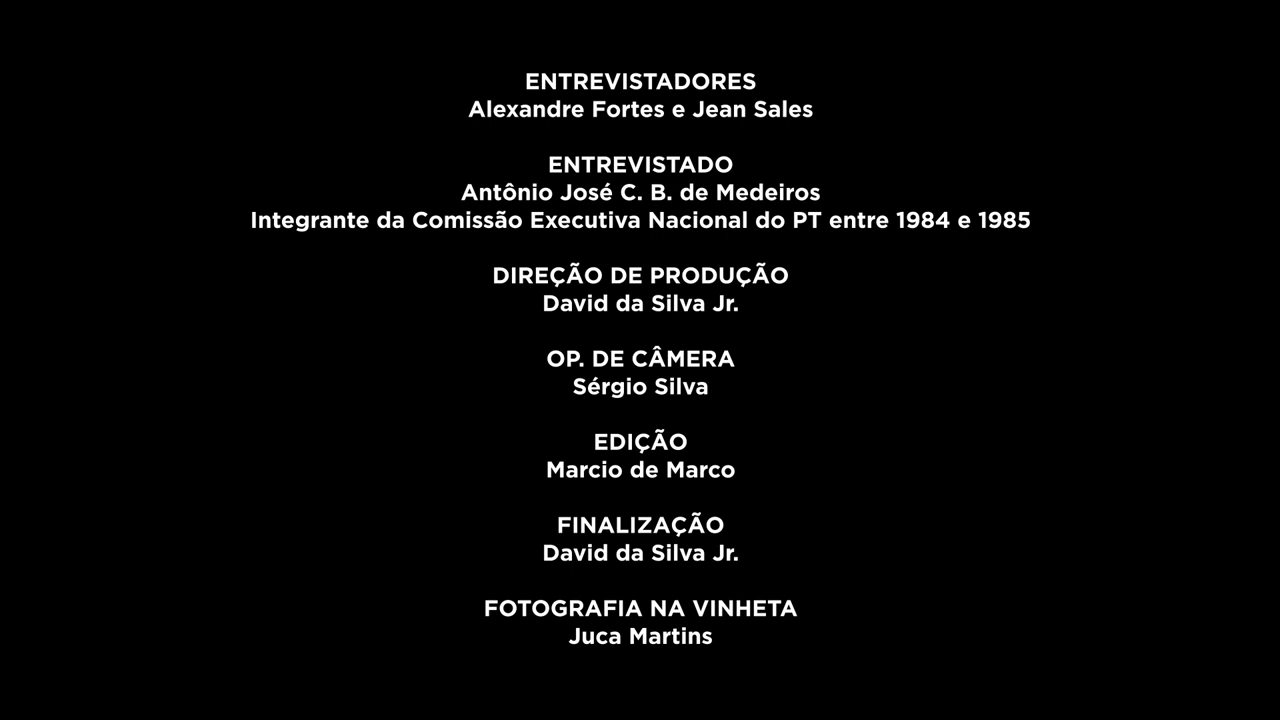 ENTREVISTADORES
Alexandre Fortes e Jean Sales
ENTREVISTADO
Antônio José C. B. de Medeiros
Integrante da Comissão Executiva Nacional do PT entre 1984 e 1985
DIREÇÃO DE PRODUÇÃO
David da Silva Jr.
OP. DE CÂMERA
Sérgio Silva
EDIÇÃO
Marcio de Marco
FINALIZAÇÃO
David da Silva Jr.
FOTOGRAFIA NA VINHETA
Juca Martins